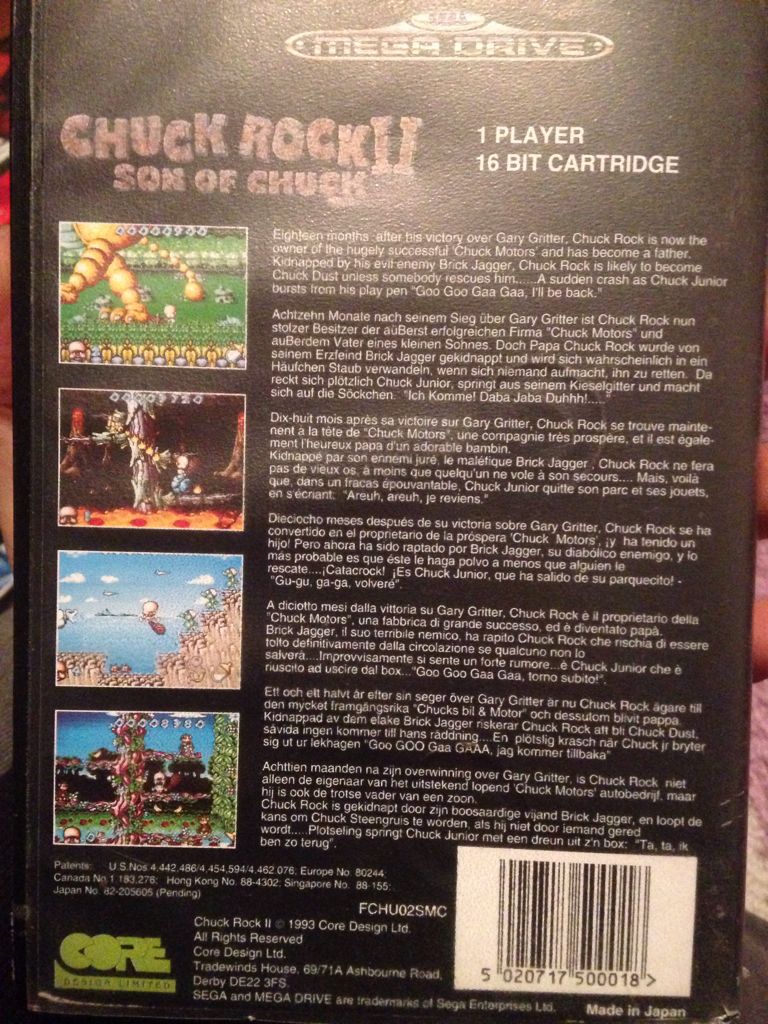 SEGA
MEGA DRIVE
CHUCK ROCK II
SON OF CHUCK
1 PLAYER
16 BIT CARTRIDGE
Eighteen months after his victory over Gary Gritter, Chuck Rock is now the
owner of the hugely successful 'Chuck Motors' and has become a father.
Kidnapped by his evil enemy Brick Jagger, Chuck Rock is likely to become
Chuck Dust unless somebody rescues him......A sudden crash as Chuck Junior
bursts from his play pen "Goo Goo Gaa Gaa, I'll be back."
Achtzehn Monate nach seinem Sieg über Gary Gritter ist Chuck Rock nun
stolzer Besitzer der äuBerst erfolgreichen Firma "Chuck Motors" und
auBerdem Vater eines kleinen Sohnes. Doch Papa Chuck Rock wurde von
seinem Erzfeind Brick Jagger gekidnappt und wird sich wahrscheinlich in ein
Häufchen Staub verwandeln, wenn sich niemand aufmacht, ihn zu retten. Da
reckt sich plötzlich Chuck Junior, springt aus seinem Kieselgitter und macht
sich auf die Söckchen. "Ich Komme! Daba Jaba Duhhh!....."
Dix-huit mois après sa victoire sur Gary Gritter, Chuck Rock se trouve mainte-
nent à la tête de "Chuck Motors", une compagnie très prospère, et il est égale-
ment l'heureux papa d'un adorable bambin.
Kidnappé par son ennemi juré, le maléfique Brick Jagger , Chuck Rock ne fera
pas de vieux os, à moins que quelqu'un ne vole à son secours.... Mais, voilà
que, dans un fracas épouvantable, Chuck Junior quitte son parc et ses jouets,
en s'écriant: "Areuh, areuh, je reviens."
Dieciocho meses después de su victoria sobre Gary Gritter, Chuck Rock se ha
convertido en el proprietario de la próspera 'Chuck Motors', ¡y ha tenido un
hijo! Pero ahora ha sido raptado por Brick Jagger, su diabólico enemigo, y lo
más probable es que éste le haga polvo a menos que alguien le
rescate....¡Catacrock! ¡Es Chuck Junior, que ha salido de su parquecito! -
"Gu-gu, ga-ga, volveré".
A diciotto mesi dalla vittoria su Gary Gritter, Chuck Rock è il proprietario della
"Chuck Motors", una fabbrica di grande successo, ed è diventato papà.
Brick Jagger, il suo terribile nemico, ha rapito Chuck Rock che rischia di essere
tolto definitivamente dalla circolazione se qualcuno non lo
salverà....Improvvisamente si sente un forte rumore...è Chuck Junior che è
riuscito ad uscire dal box..."Goo Goo Gaa Gaa, torno subito!".
Ett och ett halvt år efter sin seger över Gary Gritter är nu Chuck Rock ägare till
den mycket framgångsrika "Chucks bil & Motor" och dessutom blivit pappa.
Kidnappad av dem elake Brick Jagger riskerar Chuck Rock att bli Chuck Dust,
såvida ingen kommer till hans räddning....En plötslig krasch när Chuck jr bryter
sig ut ur lekhagen "Goo GOO Gaa GAAA, jag kommer tillbaka"
Achttien maanden na zijn overwinning over Gary Gritter, is Chuck Rock niet
alleen de eigenaar van het uitstekend lopend 'Chuck Motors' autobedrijf, maar
hij is ook de trotse vader van een zoon.
Chuck Rock is gekidnapt door zijn boosaardige vijand Brick Jagger, en loopt de
kans om Chuck Steengruis te worden, als hij niet door iemand gered
wordt.....Plotseling springt Chuck Junior met een dreun uit z'n box: "Ta, ta, ik
ben zo terug".
Patents: U.S.Nos 4,442,486/4,454,594/4,462,076; Europe No. 80244;
Canada No.1,183,276; Hong Kong No. 88-4302; Singapore No. 88-155;
Japan No. 82-205605 (Pending)
FCHU02SMC
Chuck Rock II © 1993 Core Design Ltd.
All Rights Reserved
Core Design Ltd.
Tradewinds House, 69/71A Ashbourne Road,
Derby DE22 3FS.
SEGA and MEGA DRIVE are trademarks of Sega Enterprises Ltd.
CORE
DESIGN LIMITED
5 020717 500018 >
Made in Japan